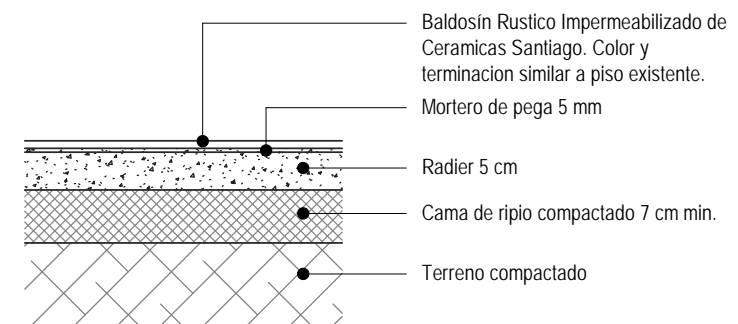 Baldosín Rustico Impermeabilizado de
Ceramicas Santiago. Color y
terminacion similar a piso existente.
Mortero de pega 5 mm
Radier 5 cm
Cama de ripio compactado 7 cm min.
Terreno compactado